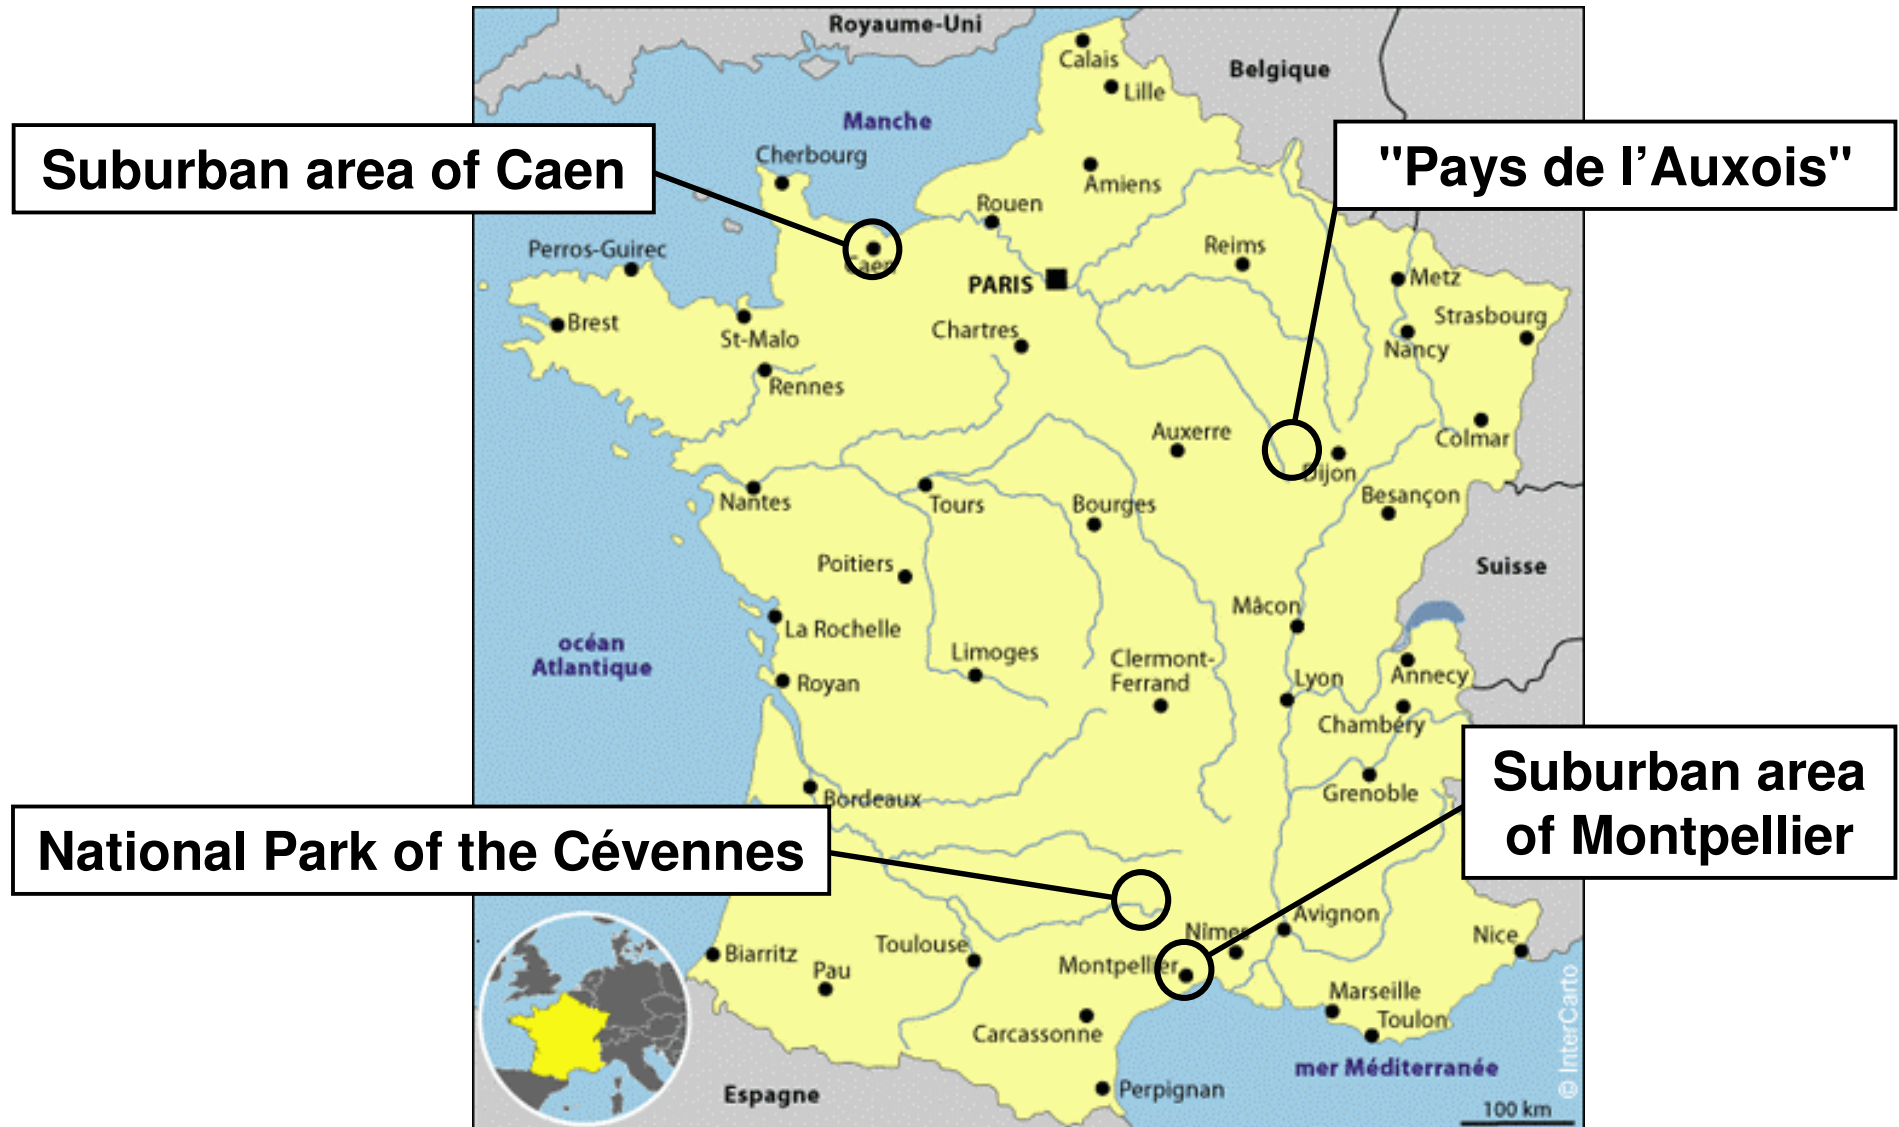 Royaume-Uni
Calais
Belgique
Lille
Manche
Suburban area of Caen
"Pays de l'Auxois"
Cherbourg
Amiens
Rouen
Perros-Guirec
Reims
Caen
PARIS
Metz
Brest
St-Malo
Chartres
Strasbourg
Nancy
Rennes
Auxerre
Colmar
Dijon
Nantes
Tours
Bourges
Besançon
Poitiers
Suisse
Mâcon
La Rochelle
océan
Atlantique
Limoges
Clermont-
Ferrand
Royan
Lyon
Annecy
Chambéry
Suburban area
of Montpellier
Grenoble
Bordeaux
National Park of the Cévennes
Avignon
Nîmes
Nice
Biarritz
Toulouse
Pau
Montpellier
Marseille
Toulon
Carcassonne
mer Méditerranée
Espagne
Perpignan
100 km
© InterCarto